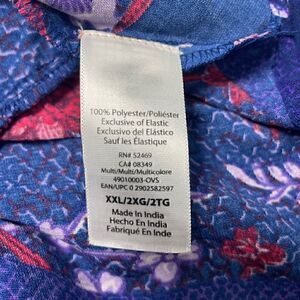 100% Polyester/Poliéster
Exclusive of Elastic
Exclusivo del Elástico
Sauf les Élastique
RN# 52469
CA# 08349
Multi/Multi/Multicolore
49010003-OVS
EAN/UPC 0 2902582597
XXL/2XG/2TG
Made In India
Hecho En India
Fabriqué En Inde